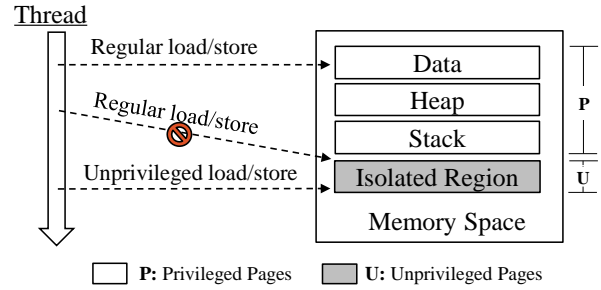 Thread
Regular load/store
Regular load/store
Unprivileged load/store
Data
Heap
Stack
Isolated Region
Memory Space
P
U
P: Privileged Pages
U: Unprivileged Pages